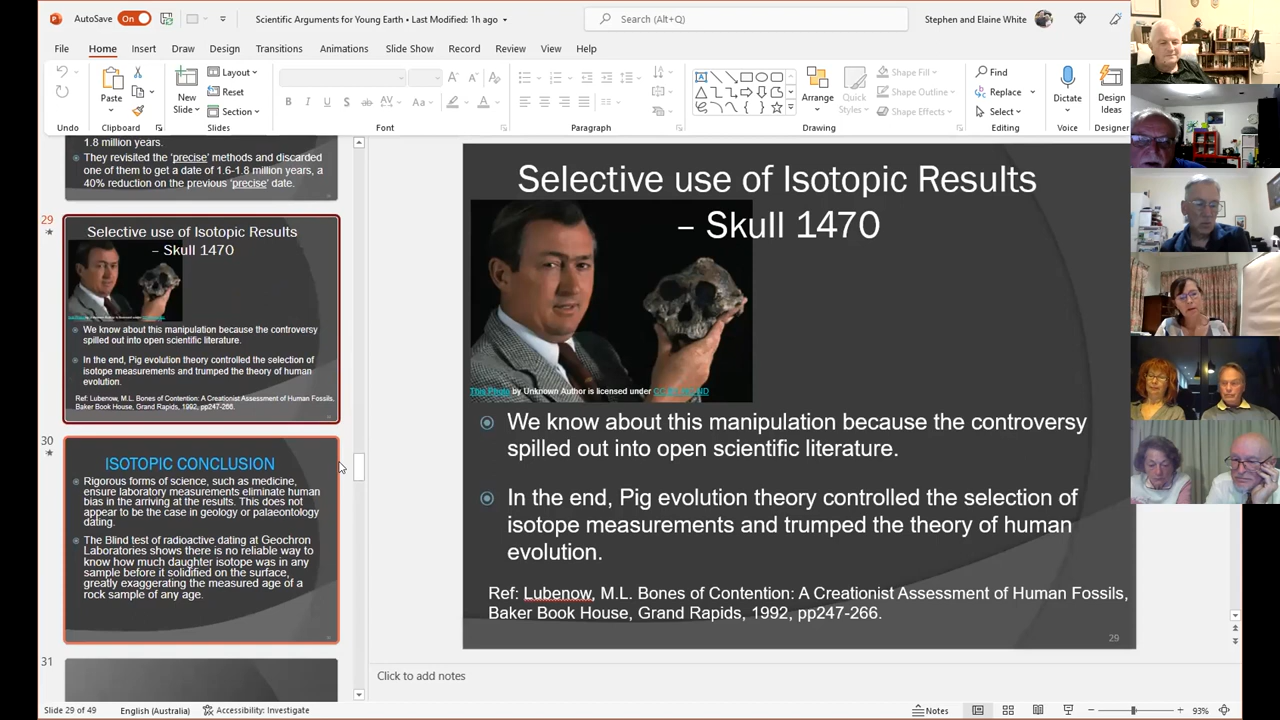 AutoSave
On
Scientific Arguments for Young Earth • Last Modified: 1h ago
Search (Alt+Q)
Stephen and Elaine White
File
Home
Insert
Draw
Design
Transitions
Animations
Slide Show
Record
Review
View
Help
Paste
New
Slide
Layout
Reset
Section
B
I
U
S
ab
AV
Aa
A
Arrange
Quick
Styles
Shape Fill
Shape Outline
Shape Effects
Find
Replace
Select
Dictate
Design
Ideas
Undo
Clipboard
Slides
Font
Paragraph
Drawing
Editing
Voice
Designer
1.8 million years.
They revisited the 'precise' methods and discarded
one of them to get a date of 1.6-1.8 million years, a
40% reduction on the previous 'precise' date.
29
Selective use of Isotopic Results
– Skull 1470
We know about this manipulation because the controversy
spilled out into open scientific literature.
In the end, Pig evolution theory controlled the selection of
isotope measurements and trumped the theory of human
evolution.
Ref: Lubenow, M.L. Bones of Contention: A Creationist Assessment of Human Fossils,
Baker Book House, Grand Rapids, 1992, pp247-266.
30
ISOTOPIC CONCLUSION
Rigorous forms of science, such as medicine,
ensure laboratory measurements eliminate human
bias in the arriving at the results. This does not
appear to be the case in geology or palaeontology
dating.
The Blind test of radioactive dating at Geochron
Laboratories shows there is no reliable way to
know how much daughter isotope was in any
sample before it solidified on the surface,
greatly exaggerating the measured age of a
rock sample of any age.
31
Selective use of Isotopic Results
– Skull 1470
This Photo by Unknown Author is licensed under
We know about this manipulation because the controversy
spilled out into open scientific literature.
In the end, Pig evolution theory controlled the selection of
isotope measurements and trumped the theory of human
evolution.
Ref: Lubenow, M.L. Bones of Contention: A Creationist Assessment of Human Fossils,
Baker Book House, Grand Rapids, 1992, pp247-266.
29
Click to add notes
Slide 29 of 49
English (Australia)
Accessibility: Investigate
Notes
93%